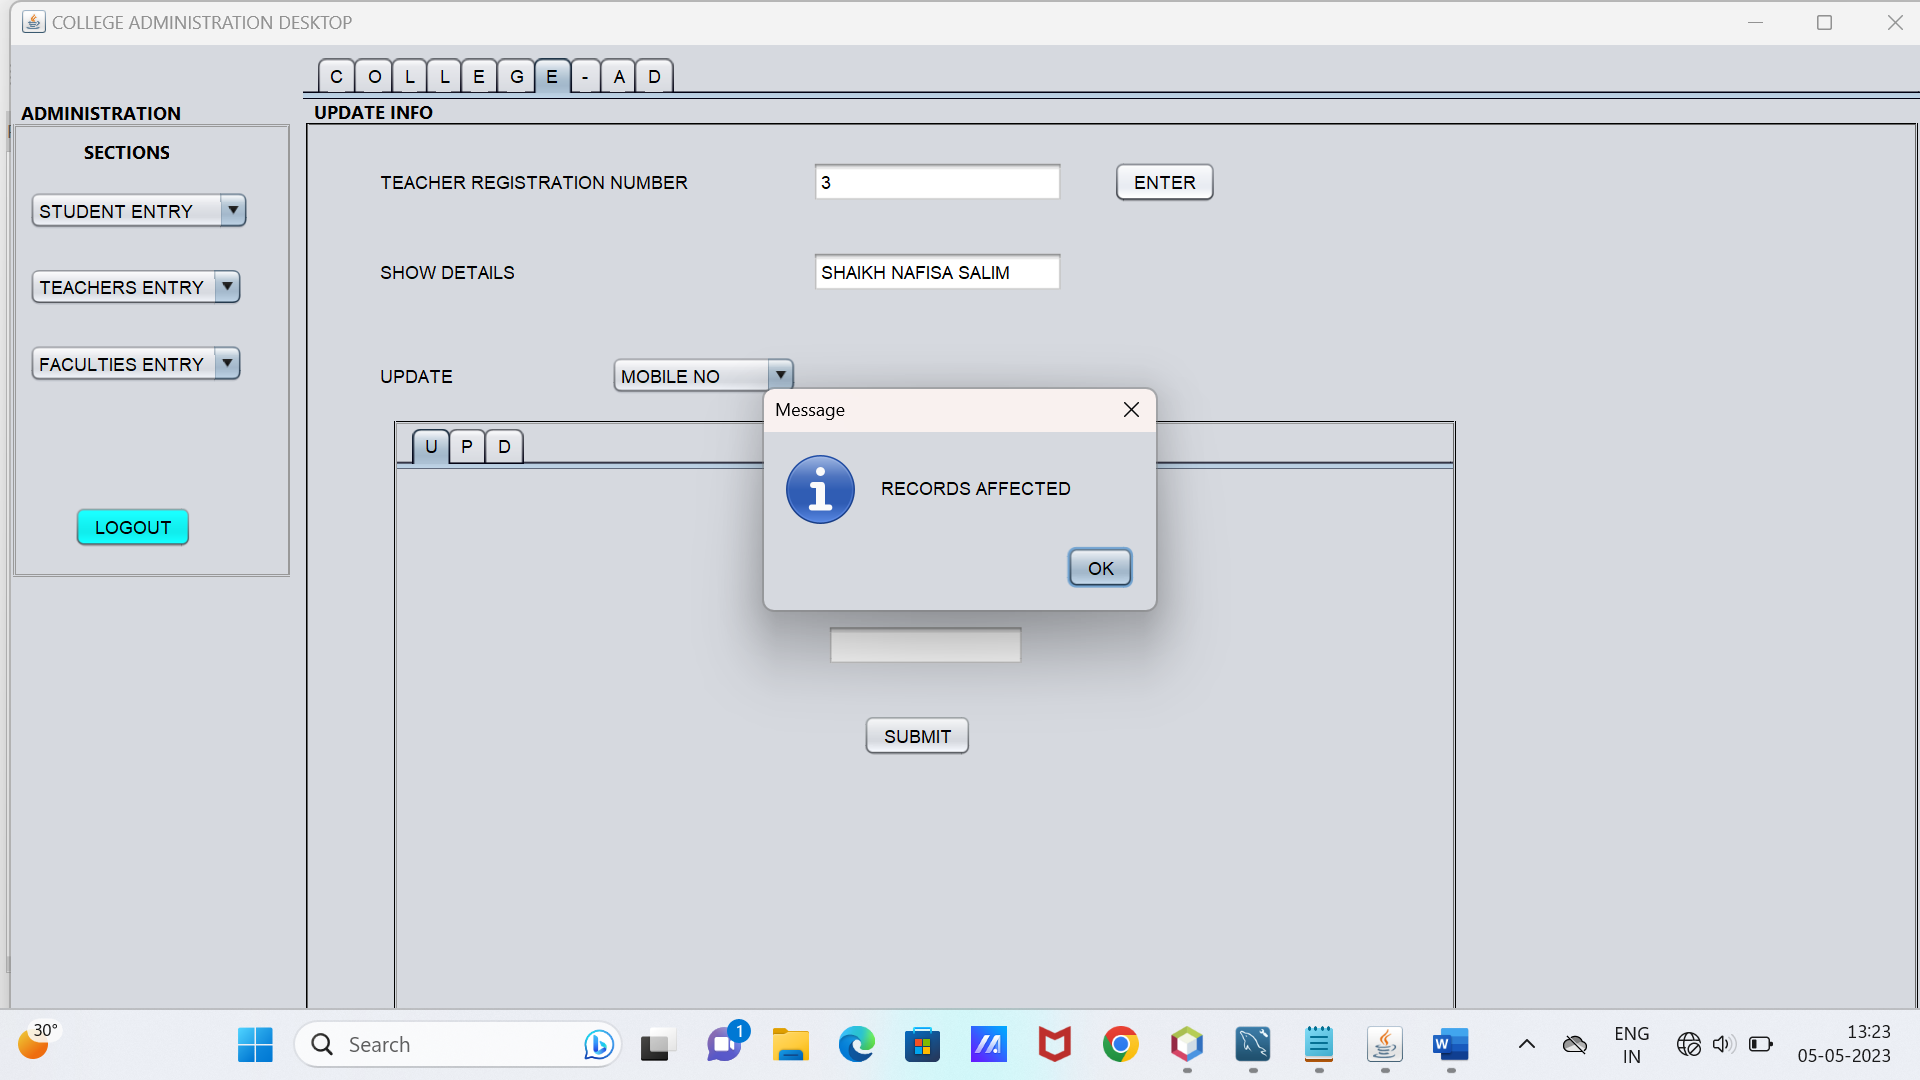 COLLEGE ADMINISTRATION DESKTOP
C O L L E G E - A D
ADMINISTRATION
UPDATE INFO
SECTIONS
TEACHER REGISTRATION NUMBER 3 ENTER
STUDENT ENTRY
SHOW DETAILS SHAIKH NAFISA SALIM
TEACHERS ENTRY
FACULTIES ENTRY
UPDATE MOBILE NO
Message
U P D
RECORDS AFFECTED
LOGOUT
OK
SUBMIT
30°
Search
1
W
ENG
IN
13:23
05-05-2023